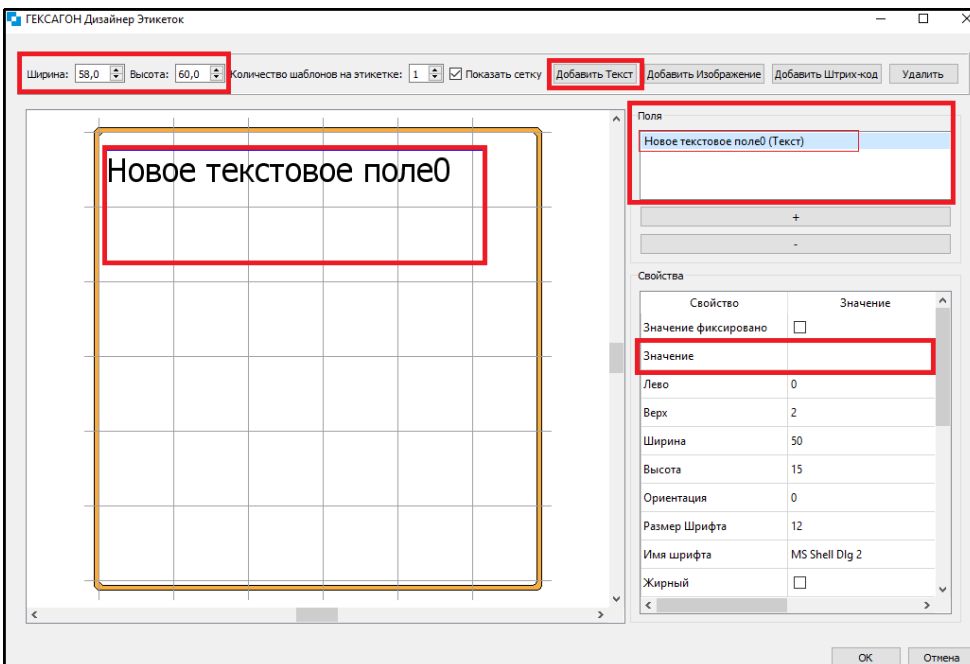 ГЕКСАГОН Дизайнер Этикеток
Ширина: 58,0 Высота: 60,0 Количество шаблонов на этикетке: 1 Показать сетку Добавить Текст Добавить Изображение Добавить Штрих-код Удалить
Новое текстовое поле0
Поля
Новое текстовое поле0 (Текст)
+
-
Свойства
Свойство Значение
Значение фиксировано
Значение
Лево 0
Верх 2
Ширина 50
Высота 15
Ориентация 0
Размер Шрифта 12
Имя шрифта MS Shell Dlg 2
Жирный
OK Отмена